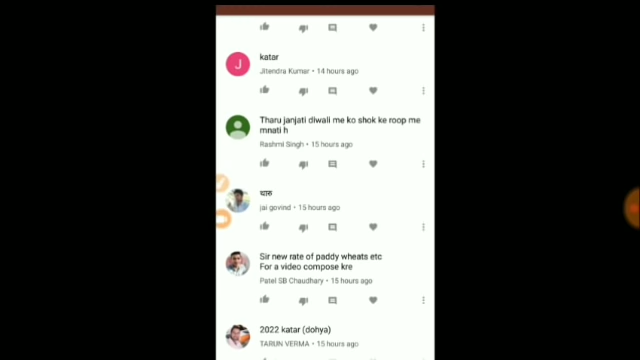 katar
Jitendra Kumar • 14 hours ago
J
Tharu janjati diwali me ko shok ke roop me
mnati h
Rashmi Singh • 15 hours ago
थारु
jai govind • 15 hours ago
Sir new rate of paddy wheats etc
For a video compose kre
Patel SB Chaudhary • 15 hours ago
2022 katar (dohya)
TARUN VERMA • 15 hours ago